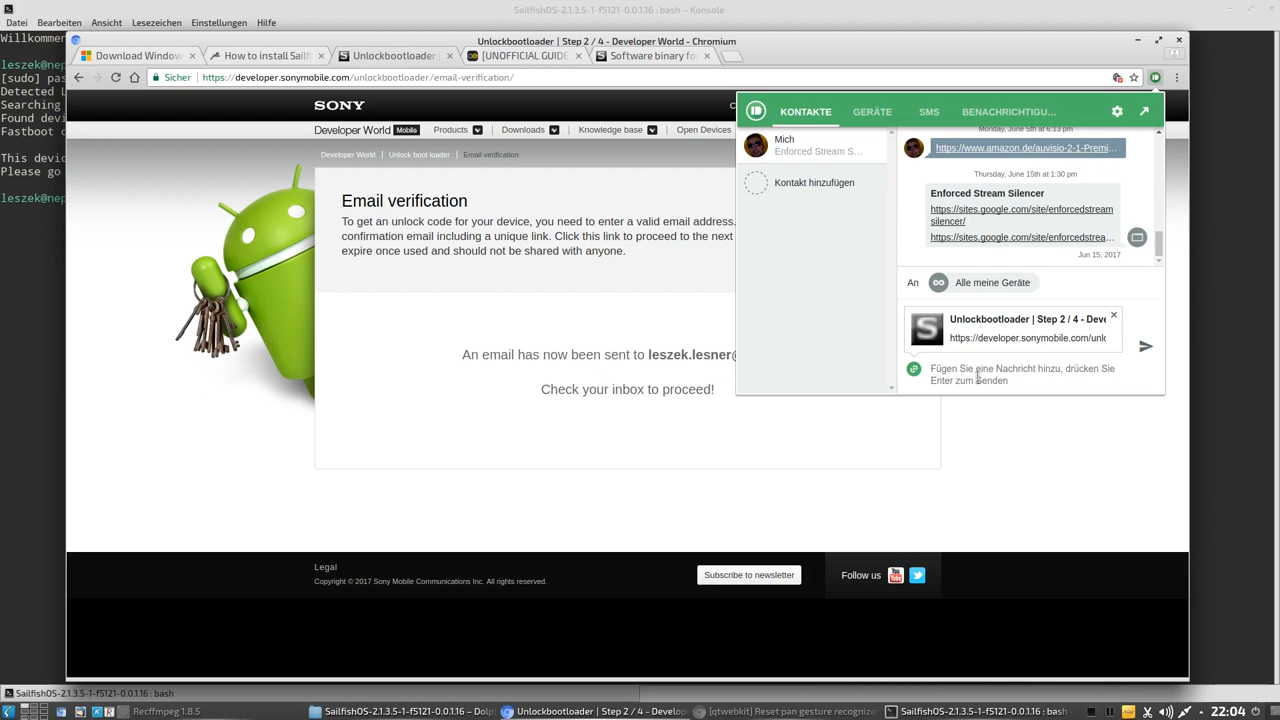 SailfishOS-2.1.3.5-1-f5121-0.0.1.16 : bash – Konsole
Datei Bearbeiten Ansicht Lesezeichen Einstellungen Hilfe
Willkommen
leszek@nep
[sudo] pas
Detected L
Searching
Found devi
Fastboot c
This devic
Please go
leszek@nep
Unlockbootloader | Step 2 / 4 - Developer World - Chromium
Download Window
How to install Sailf
Unlockbootloader
[UNOFFICIAL GUIDE
Software binary for
Sicher https://developer.sonymobile.com/unlockbootloader/email-verification/
SONY
Developer World Mobile Products Downloads Knowledge base Open Devices
Developer World Unlock boot loader Email verification
Email verification
To get an unlock code for your device, you need to enter a valid email address.
confirmation email including a unique link. Click this link to proceed to the next
expire once used and should not be shared with anyone.
An email has now been sent to leszek.lesner@
Check your inbox to proceed!
KONTAKTE GERÄTE SMS BENACHRICHTIGU...
Mich
Enforced Stream S...
Kontakt hinzufügen
Monday, June 5th at 6:13 pm
https://www.amazon.de/auvisio-2-1-Premi...
Thursday, June 15th at 1:30 pm
Enforced Stream Silencer
https://sites.google.com/site/enforcedstream
silencer/
https://sites.google.com/site/enforcedstrea...
Jun 15, 2017
An Alle meine Geräte
Unlockbootloader | Step 2 / 4 - Deve
https://developer.sonymobile.com/unlo
Fügen Sie eine Nachricht hinzu, drücken Sie
Enter zum Senden
Legal
Copyright © 2017 Sony Mobile Communications Inc. All rights reserved.
Subscribe to newsletter
Follow us
You Tube
SailfishOS-2.1.3.5-1-f5121-0.0.1.16 : bash
Recffmpeg 1.8.5
SailfishOS-2.1.3.5-1-f5121-0.0.1.16 – Dolp
Unlockbootloader | Step 2 / 4 - Develop
[qtwebkit] Reset pan gesture recognize
SailfishOS-2.1.3.5-1-f5121-0.0.1.16 : bash
22:04